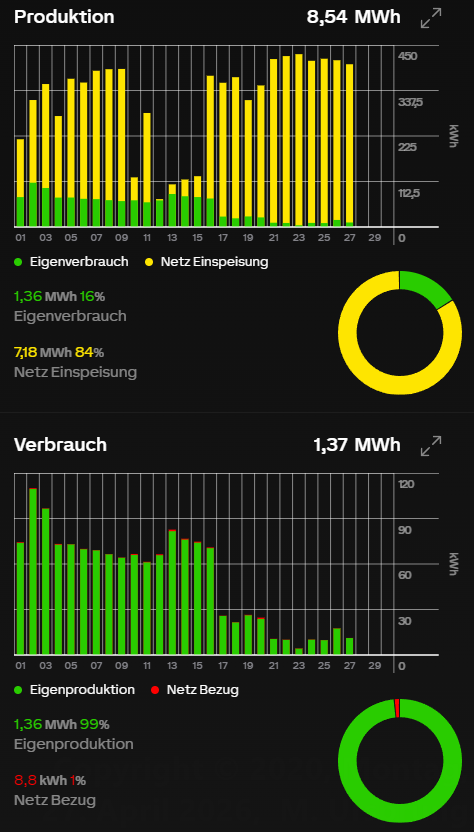 Produktion 8,54 MWh
450
337,5
kWh
225
112,5
0
01 03 05 07 09 11 13 15 17 19 21 23 25 27 29
Eigenverbrauch Netz Einspeisung
1,36 MWh 16%
Eigenverbrauch
7,18 MWh 84%
Netz Einspeisung
Verbrauch 1,37 MWh
120
90
kWh
60
30
0
01 03 05 07 09 11 13 15 17 19 21 23 25 27 29
Eigenproduktion Netz Bezug
1,36 MWh 99%
Eigenproduktion
8,8 kWh 1%
Netz Bezug